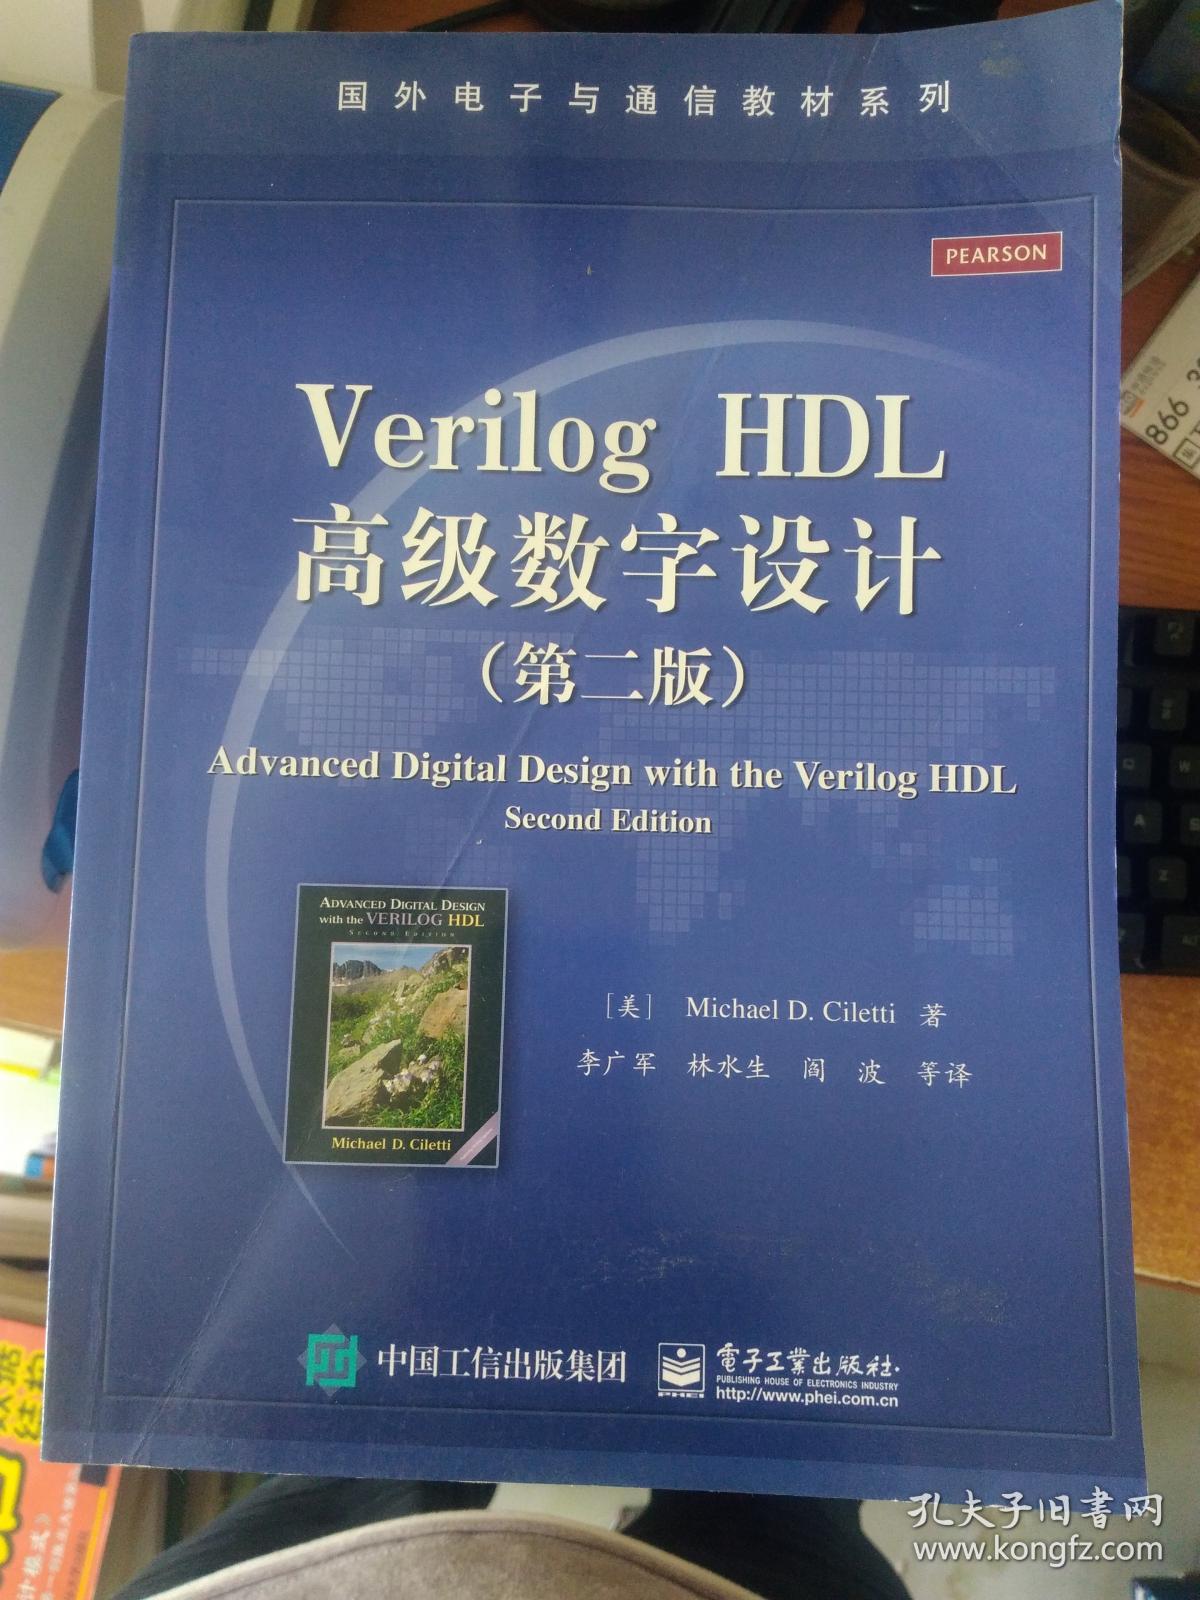 国外电子与通信教材系列
PEARSON
Verilog HDL
高级数字设计
（第二版）
Advanced Digital Design with the Verilog HDL
Second Edition
ADVANCED DIGITAL DESIGN
with the VERILOG HDL
SECOND EDITION
Michael D. Ciletti
［美］ Michael D. Ciletti 著
李广军 林水生 阎 波 等译
中国工信出版集团
電子工業出版社·
PUBLISHING HOUSE OF ELECTRONICS INDUSTRY
http://www.phei.com.cn
PHEI
866
计模式》
孔夫子旧書网
www.kongfz.com